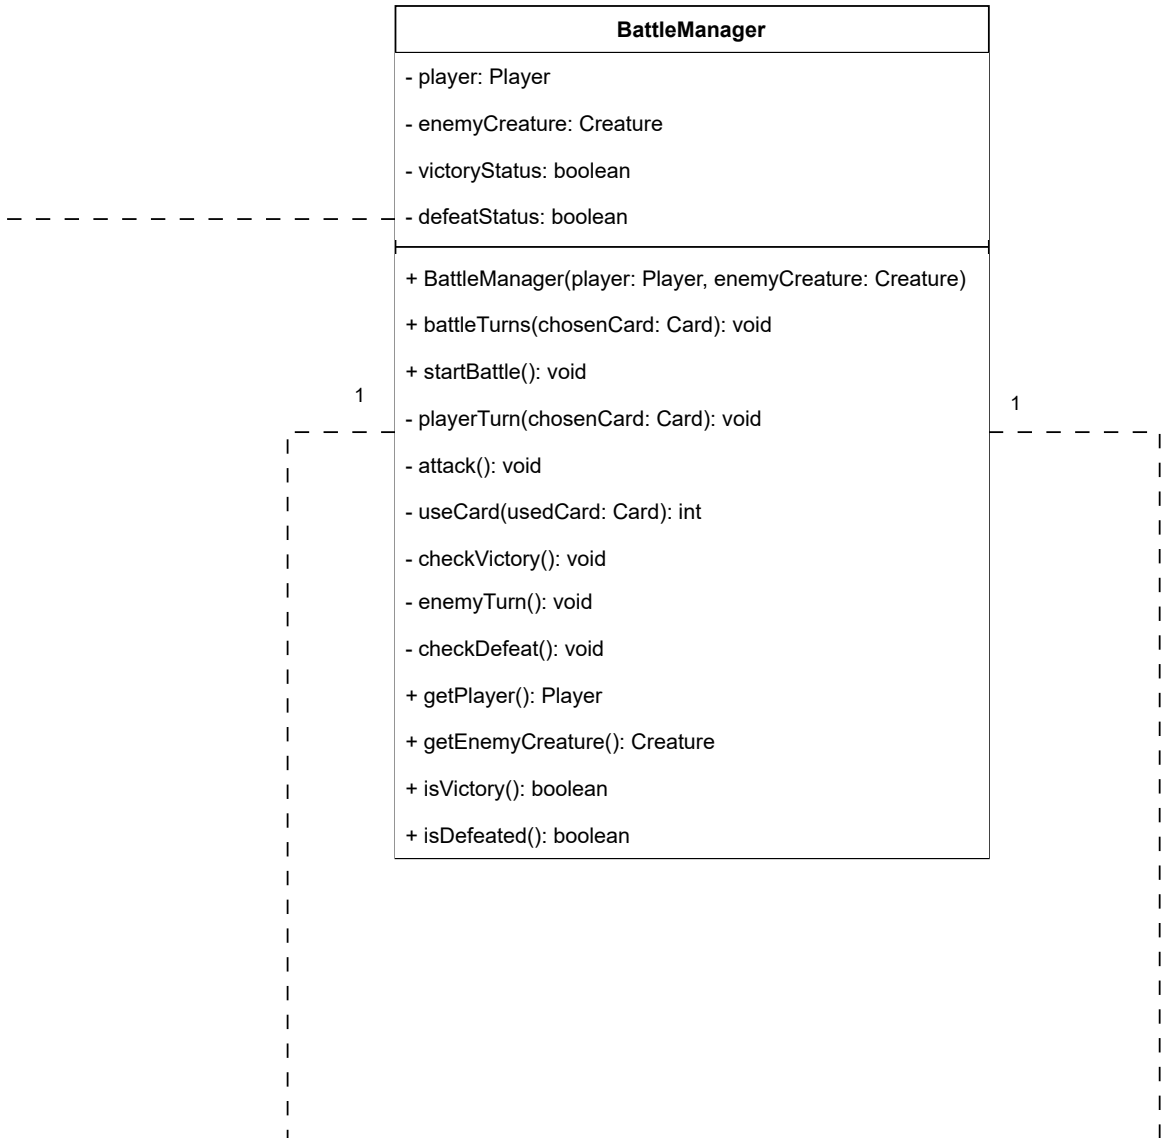 BattleManager
- player: Player
- enemyCreature: Creature
- victoryStatus: boolean
- defeatStatus: boolean
+ BattleManager(player: Player, enemyCreature: Creature)
+ battleTurns(chosenCard: Card): void
+ startBattle(): void
1
1
- playerTurn(chosenCard: Card): void
- attack(): void
- useCard(usedCard: Card): int
- checkVictory(): void
- enemyTurn(): void
- checkDefeat(): void
+ getPlayer(): Player
+ getEnemyCreature(): Creature
+ isVictory(): boolean
+ isDefeated(): boolean